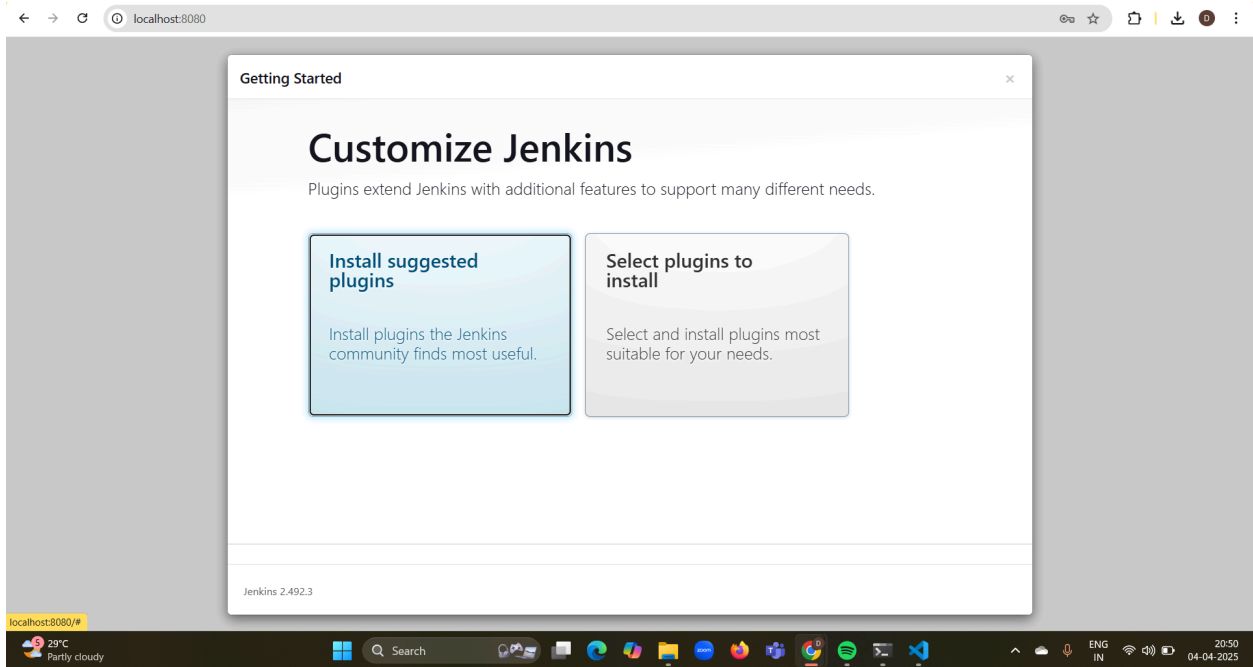 localhost:8080
D
Getting Started
×
Customize Jenkins
Plugins extend Jenkins with additional features to support many different needs.
Install suggested
plugins
Install plugins the Jenkins
community finds most useful.
Select plugins to
install
Select and install plugins most
suitable for your needs.
Jenkins 2.492.3
localhost:8080/#
5
29°C
Partly cloudy
Search
zoom
D
ENG
IN
20:50
04-04-2025